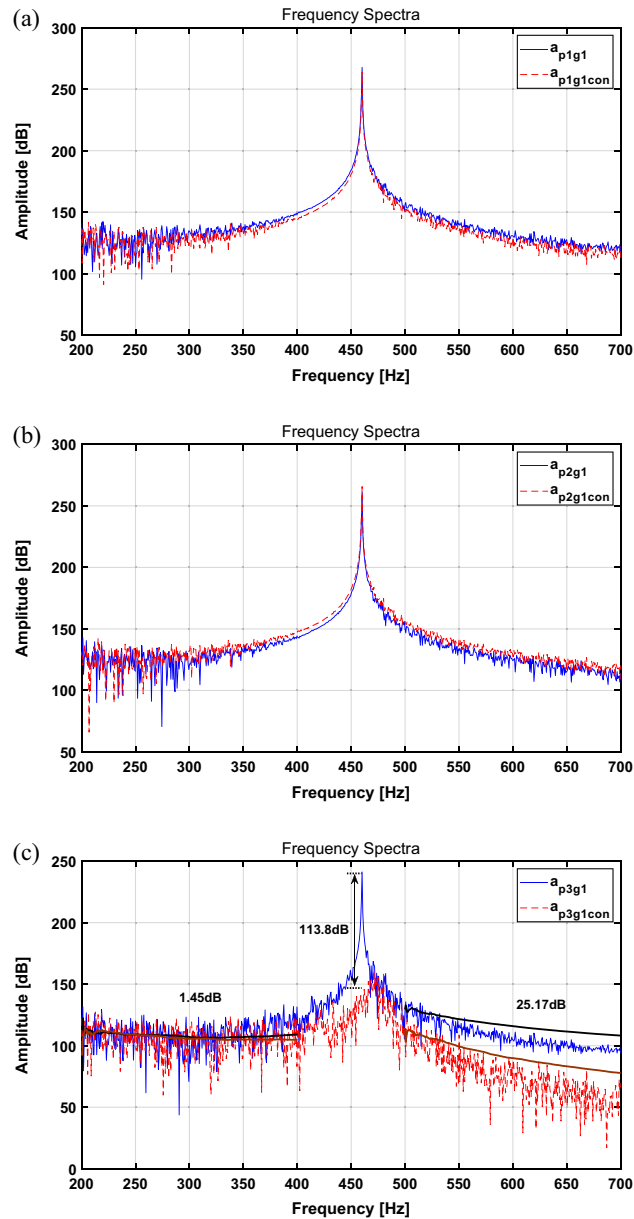 (a)
Frequency Spectra
300
250
200
150
100
50
Amplitude [dB]
a p1g1
a p1g1con
200 250 300 350 400 450 500 550 600 650 700
Frequency [Hz]
(b)
Frequency Spectra
300
250
200
150
100
50
Amplitude [dB]
a p2g1
a p2g1con
200 250 300 350 400 450 500 550 600 650 700
Frequency [Hz]
(c)
Frequency Spectra
250
200
150
100
50
0
Amplitude [dB]
a p3g1
a p3g1con
113.8dB
1.45dB
25.17dB
200 250 300 350 400 450 500 550 600 650 700
Frequency [Hz]